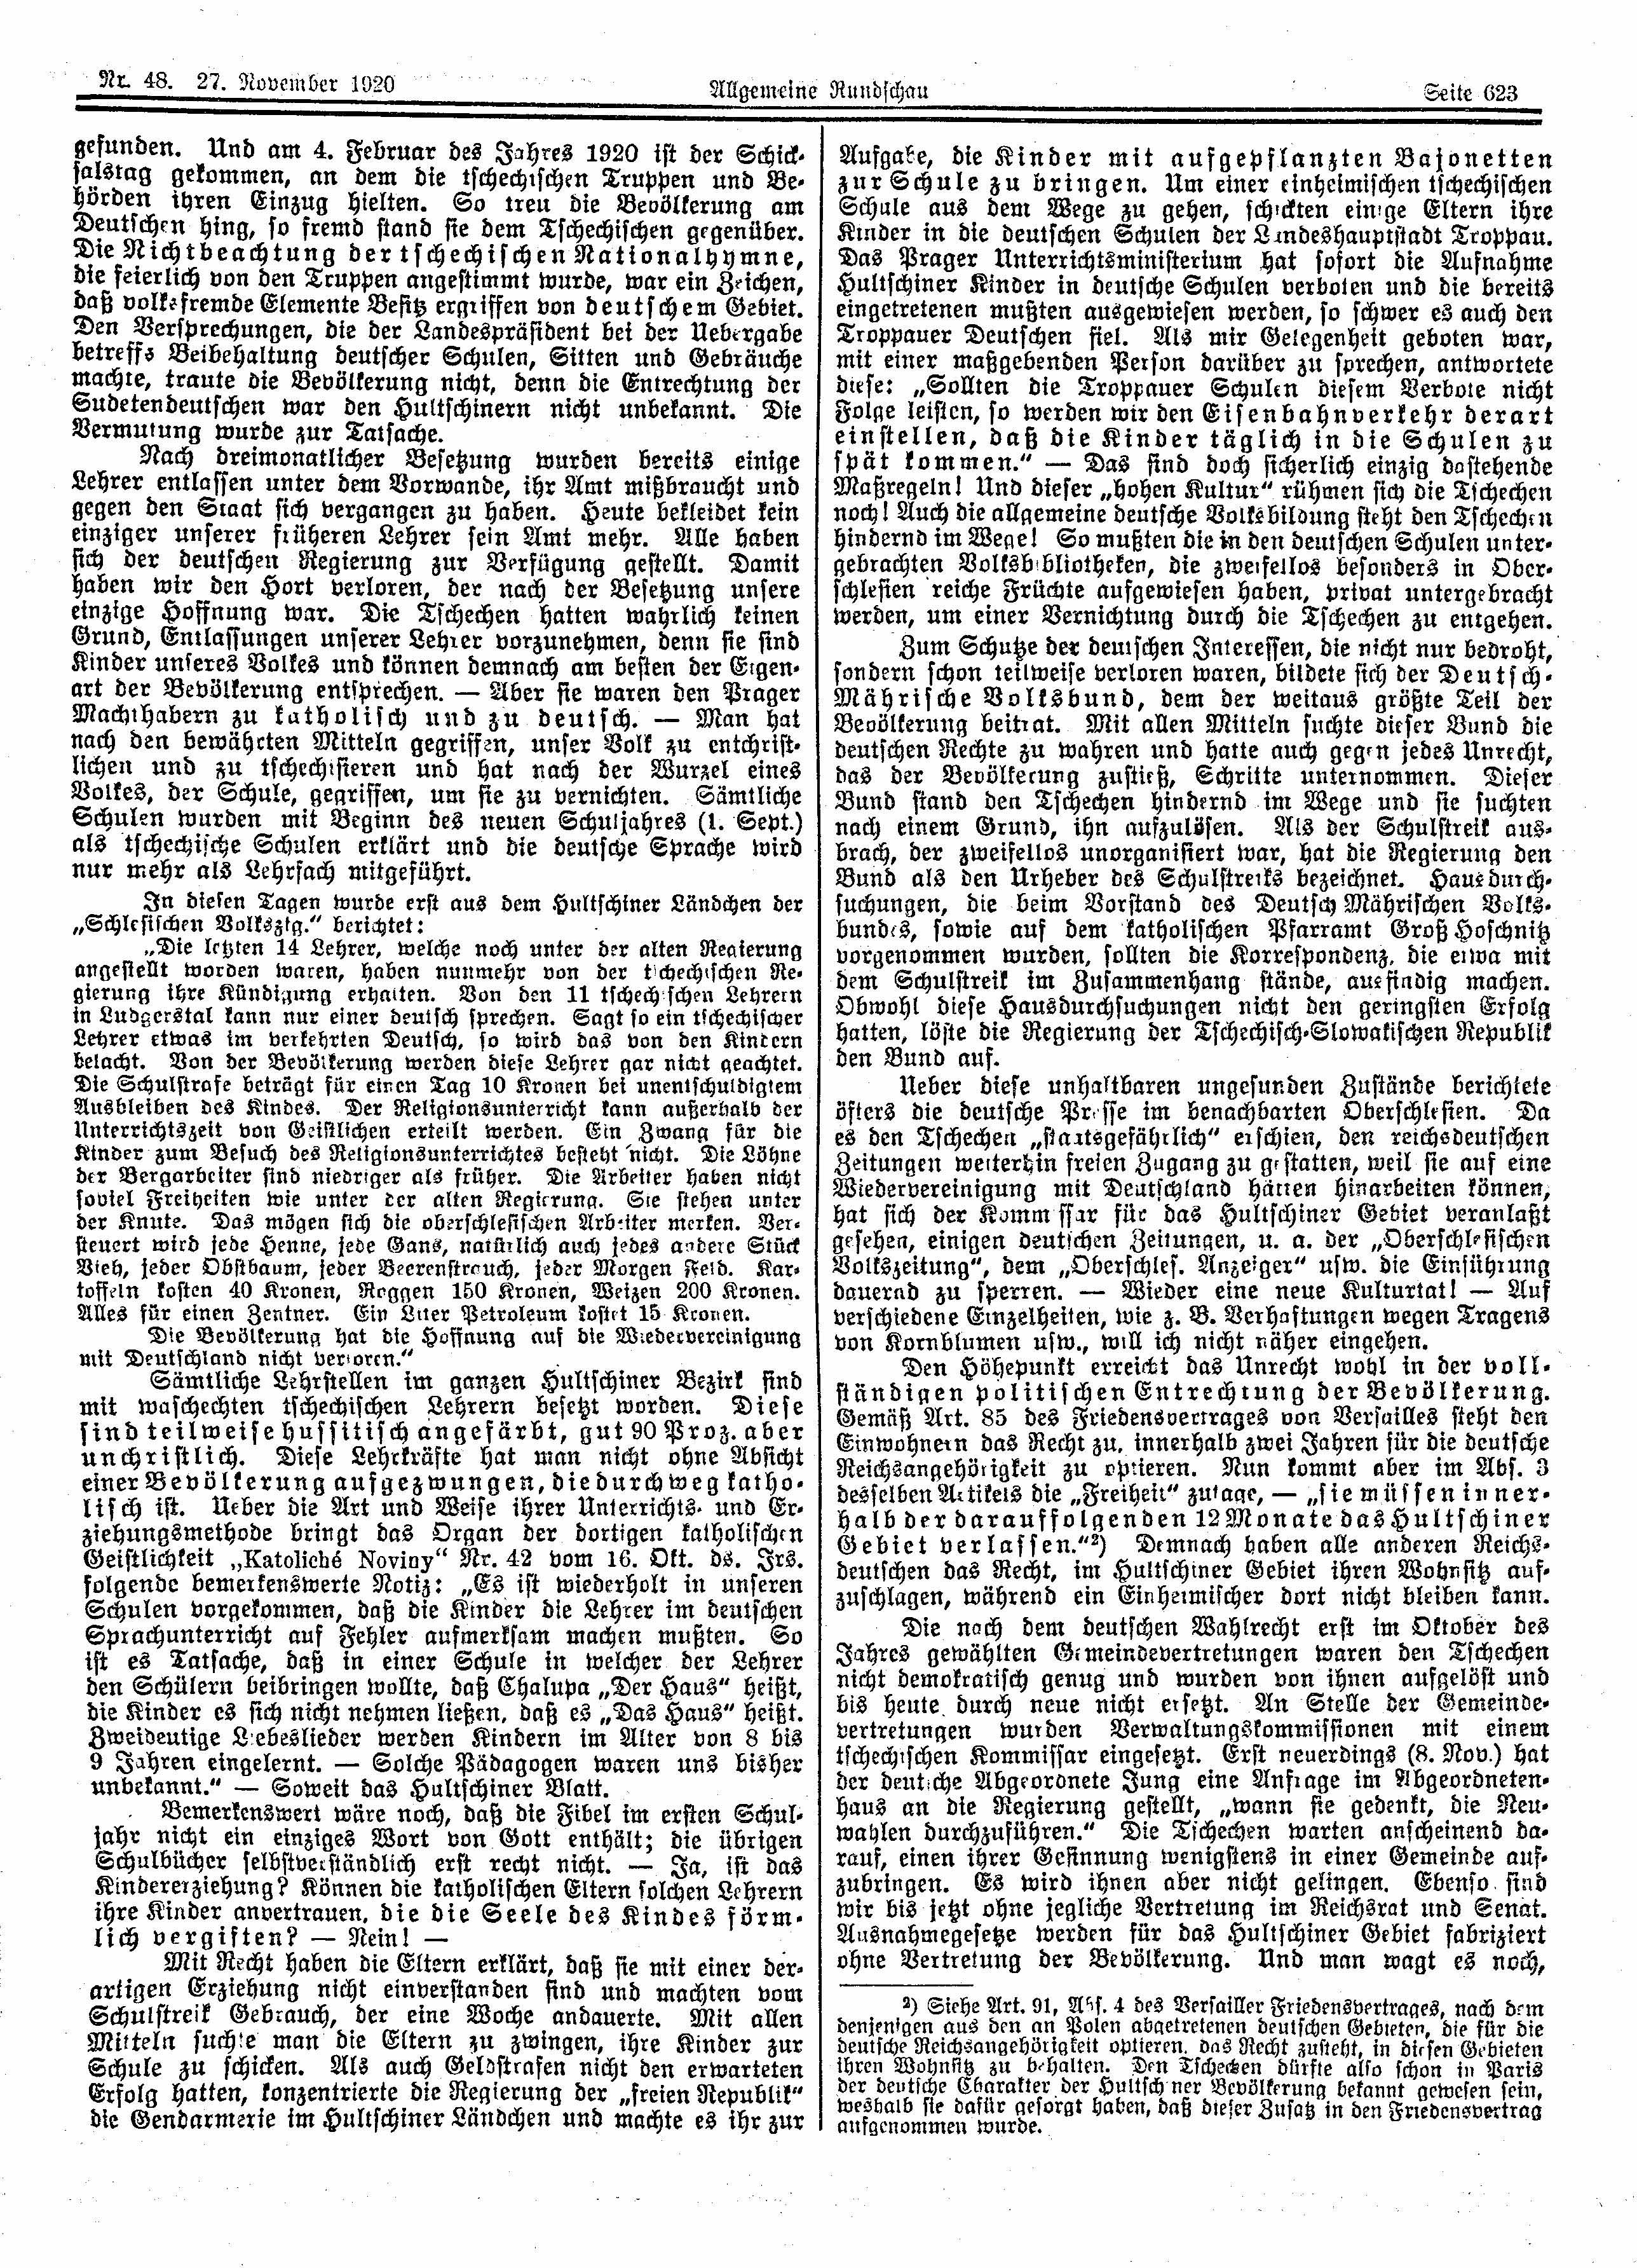 Nr. 48. 27. November 1920
Allgemeine Rundschau
Seite 623
gefunden. Und am 4. Februar des Jahres 1920 ist der Schick-
salstag gekommen, an dem die tschechischen Truppen und Be-
hörden ihren Einzug hielten. So treu die Bevölkerung am
Deutschen hing, so fremd stand sie dem Tschechischen gegenüber.
Die Nichtbeachtung der tschechischen Nationalhymne,
die feierlich von den Truppen angestimmt wurde, war ein Zeichen,
daß volksfremde Elemente Besitz ergriffen von deutschem Gebiet.
Den Versprechungen, die der Landespräsident bei der Uebergabe
betreffs Beibehaltung deutscher Schulen, Sitten und Gebräuche
machte, traute die Bevölkerung nicht, denn die Entrechtung der
Sudetendeutschen war den Hultschinern nicht unbekannt. Die
Vermutung wurde zur Tatsache.
Nach dreimonatlicher Besetzung wurden bereits einige
Lehrer entlassen unter dem Vorwande, ihr Amt mißbraucht und
gegen den Staat sich vergangen zu haben. Heute bekleidet kein
einziger unserer früheren Lehrer sein Amt mehr. Alle haben
sich der deutschen Regierung zur Verfügung gestellt. Damit
haben wir den Hort verloren, der nach der Besetzung unsere
einzige Hoffnung war. Die Tschechen hatten wahrlich keinen
Grund, Entlassungen unserer Lehrer vorzunehmen, denn sie sind
Kinder unseres Volkes und können demnach am besten der Eigen-
art der Bevölkerung entsprechen. — Aber sie waren den Prager
Machthabern zu katholisch und zu deutsch. — Man hat
nach den bewährten Mitteln gegriffen, unser Volk zu entchrist-
lichen und zu tschechisieren und hat nach der Wurzel eines
Volkes, der Schule, gegriffen, um sie zu vernichten. Sämtliche
Schulen wurden mit Beginn des neuen Schuljahres (1. Sept.)
als tschechische Schulen erklärt und die deutsche Sprache wird
nur mehr als Lehrfach mitgeführt.
In diesen Tagen wurde erst aus dem Hultschiner Ländchen der
„Schlesischen Volkszg.“ berichtet:
„Die letzten 14 Lehrer, welche noch unter der alten Regierung
angestellt worden waren, haben nunmehr von der tschechischen Re-
gierung ihre Kündigung erhalten. Von den 11 tschechischen Lehrern
in Ludgerstal kann nur einer deutsch sprechen. Sagt so ein tschechischer
Lehrer etwas im verkehrten Deutsch, so wird das von den Kindern
belacht. Von der Bevölkerung werden diese Lehrer gar nicht geachtet.
Die Schulstrafe beträgt für einen Tag 10 Kronen bei unentschuldigtem
Ausbleiben des Kindes. Der Religionsunterricht kann außerhalb der
Unterrichtszeit von Geistlichen erteilt werden. Ein Zwang für die
Kinder zum Besuch des Religionsunterrichtes besteht nicht. Die Löhne
der Bergarbeiter sind niedriger als früher. Die Arbeiter haben nicht
soviel Freiheiten wie unter der alten Regierung. Sie stehen unter
der Knute. Das mögen sich die oberschlesischen Arbeiter merken. Ver-
steuert wird jede Henne, jede Gans, natürlich auch jedes andere Stück
Vieh, jeder Obstbaum, jeder Beerenstrauch, jeder Morgen Feld. Kar-
toffeln kosten 40 Kronen, Roggen 150 Kronen, Weizen 200 Kronen.
Alles für einen Zentner. Ein Liter Petroleum kostet 15 Kronen.
Die Bevölkerung hat die Hoffnung auf die Wiedervereinigung
mit Deutschland nicht verloren.“
Sämtliche Lehrstellen im ganzen Hultschiner Bezirk sind
mit waschechten tschechischen Lehrern besetzt worden. Diese
sind teilweise hussitisch angefärbt, gut 90 Proz. aber
unchristlich. Diese Lehrkräfte hat man nicht ohne Absicht
einer Bevölkerung aufgezwungen, die durchweg katho-
lisch ist. Ueber die Art und Weise ihrer Unterrichts- und Er-
ziehungsmethode bringt das Organ der dortigen katholischen
Geistlichkeit „Katoliché Noviny“ Nr. 42 vom 16. Okt. ds. Jrs.
folgende bemerkenswerte Notiz: „Es ist wiederholt in unseren
Schulen vorgekommen, daß die Kinder die Lehrer im deutschen
Sprachunterricht auf Fehler aufmerksam machen mußten. So
ist es Tatsache, daß in einer Schule in welcher der Lehrer
den Schülern beibringen wollte, daß Chalupa „Der Haus“ heißt,
die Kinder es sich nicht nehmen ließen, daß es „Das Haus“ heißt.
Zweideutige Liebeslieder werden Kindern im Alter von 8 bis
9 Jahren eingelernt. — Solche Pädagogen waren uns bisher
unbekannt.“ — Soweit das Hultschiner Blatt.
Bemerkenswert wäre noch, daß die Fibel im ersten Schul-
jahr nicht ein einziges Wort von Gott enthält; die übrigen
Schulbücher selbstverständlich erst recht nicht. — Ja, ist das
Kindererziehung? Können die katholischen Eltern solchen Lehrern
ihre Kinder anvertrauen, die die Seele des Kindes förm-
lich vergiften? — Nein! —
Mit Recht haben die Eltern erklärt, daß sie mit einer der-
artigen Erziehung nicht einverstanden sind und machten vom
Schulstreik Gebrauch, der eine Woche andauerte. Mit allen
Mitteln suchte man die Eltern zu zwingen, ihre Kinder zur
Schule zu schicken. Als auch Geldstrafen nicht den erwarteten
Erfolg hatten, konzentrierte die Regierung der „freien Republik“
die Gendarmerie im Hultschiner Ländchen und machte es ihr zur
Aufgabe, die Kinder mit aufgepflanzten Bajonetten
zur Schule zu bringen. Um einer einheimischen tschechischen
Schule aus dem Wege zu gehen, schickten einige Eltern ihre
Kinder in die deutschen Schulen der Landeshauptstadt Troppau.
Das Prager Unterrichtsministerium hat sofort die Aufnahme
Hultschiner Kinder in deutsche Schulen verboten und die bereits
eingetretenen mußten ausgewiesen werden, so schwer es auch den
Troppauer Deutschen fiel. Als mir Gelegenheit geboten war,
mit einer maßgebenden Person darüber zu sprechen, antwortete
diese: „Sollten die Troppauer Schulen diesem Verbote nicht
Folge leisten, so werden wir den Eisenbahnverkehr derart
einstellen, daß die Kinder täglich in die Schulen zu
spät kommen.“ — Das sind doch sicherlich einzig dastehende
Maßregeln! Und dieser „hohen Kultur“ rühmen sich die Tschechen
noch! Auch die allgemeine deutsche Volksbildung steht den Tschechen
hindernd im Wege! So mußten die in den deutschen Schulen unter-
gebrachten Volksbibliotheken, die zweifellos besonders in Ober-
schlesien reiche Früchte aufgewiesen haben, privat untergebracht
werden, um einer Vernichtung durch die Tschechen zu entgehen.
Zum Schutze der deutschen Interessen, die nicht nur bedroht,
sondern schon teilweise verloren waren, bildete sich der Deutsch-
Mährische Volksbund, dem der weitaus größte Teil der
Bevölkerung beitrat. Mit allen Mitteln suchte dieser Bund die
deutschen Rechte zu wahren und hatte auch gegen jedes Unrecht,
das der Bevölkerung zustieß, Schritte unternommen. Dieser
Bund stand den Tschechen hindernd im Wege und sie suchten
nach einem Grund, ihn aufzulösen. Als der Schulstreik aus-
brach, der zweifellos unorganisiert war, hat die Regierung den
Bund als den Urheber des Schulstreiks bezeichnet. Hausdurch-
suchungen, die beim Vorstand des Deutsch Mährischen Volks-
bundes, sowie auf dem katholischen Pfarramt Groß Hoschnitz
vorgenommen wurden, sollten die Korrespondenz, die etwa mit
dem Schulstreik im Zusammenhang stände, ausfindig machen.
Obwohl diese Hausdurchsuchungen nicht den geringsten Erfolg
hatten, löste die Regierung der Tschechisch-Slowakischen Republik
den Bund auf.
Ueber diese unhaltbaren ungesunden Zustände berichtete
öfters die deutsche Presse im benachbarten Oberschlesien. Da
es den Tschechen „staatsgefährlich“ erschien, den reichsdeutschen
Zeitungen weiterhin freien Zugang zu gestatten, weil sie auf eine
Wiedervereinigung mit Deutschland hätten hinarbeiten können,
hat sich der Kommissar für das Hultschiner Gebiet veranlaßt
gesehen, einigen deutschen Zeitungen, u. a. der „Oberschlesischen
Volkszeitung“, dem „Oberschles. Anzeiger“ usw. die Einführung
dauernd zu sperren. — Wieder eine neue Kulturtat! — Auf
verschiedene Einzelheiten, wie z. B. Verhaftungen wegen Tragens
von Kornblumen usw., will ich nicht näher eingehen.
Den Höhepunkt erreicht das Unrecht wohl in der voll-
ständigen politischen Entrechtung der Bevölkerung.
Gemäß Art. 85 des Friedensvertrages von Versailles steht den
Einwohnern das Recht zu, innerhalb zwei Jahren für die deutsche
Reichsangehörigkeit zu optieren. Nun kommt aber im Abs. 3
desselben Artikels die „Freiheit“ zutage, — „sie müssen inner-
halb der darauffolgenden 12 Monate das Hultschiner
Gebiet verlassen.“²) Demnach haben alle anderen Reichs-
deutschen das Recht, im Hultschiner Gebiet ihren Wohnsitz auf-
zuschlagen, während ein Einheimischer dort nicht bleiben kann.
Die nach dem deutschen Wahlrecht erst im Oktober des
Jahres gewählten Gemeindevertretungen waren den Tschechen
nicht demokratisch genug und wurden von ihnen aufgelöst und
bis heute durch neue nicht ersetzt. An Stelle der Gemeinde-
vertretungen wurden Verwaltungskommissionen mit einem
tschechischen Kommissar eingesetzt. Erst neuerdings (8. Nov.) hat
der deutsche Abgeordnete Jung eine Anfrage im Abgeordneten-
haus an die Regierung gestellt, „wann sie gedenkt, die Neu-
wahlen durchzuführen.“ Die Tschechen warten anscheinend da-
rauf, einen ihrer Gesinnung wenigstens in einer Gemeinde auf-
zubringen. Es wird ihnen aber nicht gelingen. Ebenso sind
wir bis jetzt ohne jegliche Vertretung im Reichsrat und Senat.
Ausnahmegesetze werden für das Hultschiner Gebiet fabriziert
ohne Vertretung der Bevölkerung. Und man wagt es noch,
²) Siehe Art. 91, Abs. 4 des Versailler Friedensvertrages, nach dem
denjenigen aus den an Polen abgetretenen deutschen Gebieten, die für die
deutsche Reichsangehörigkeit optieren, das Recht zusteht, in diesen Gebieten
ihren Wohnsitz zu behalten. Den Tschechen dürfte also schon in Paris
der deutsche Charakter der Hultschiner Bevölkerung bekannt gewesen sein,
weshalb sie dafür gesorgt haben, daß dieser Zusatz in den Friedensvertrag
aufgenommen wurde.